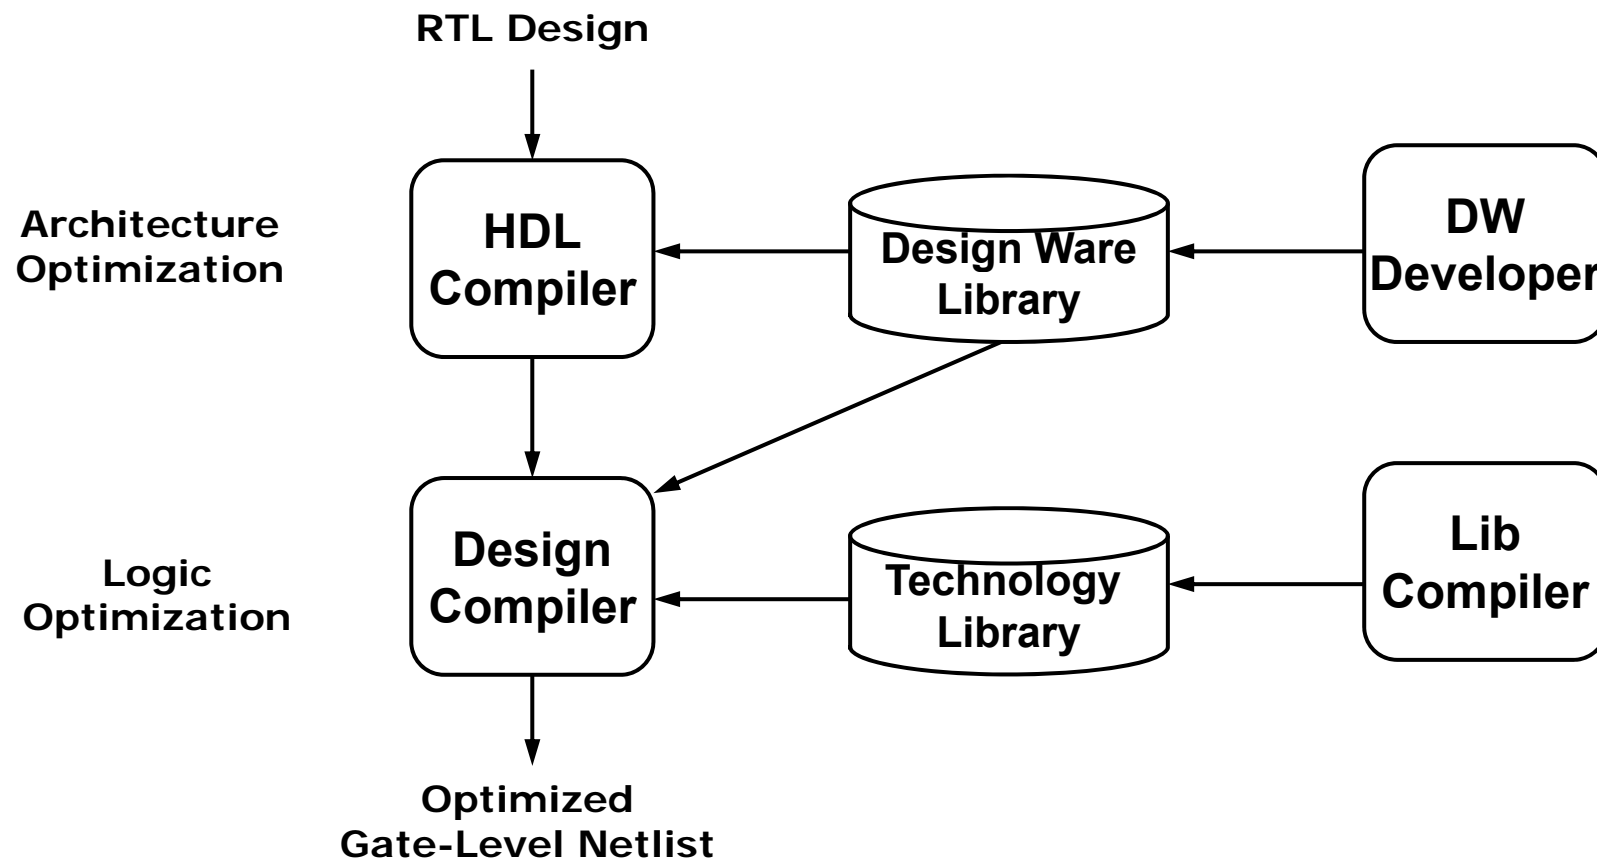 RTL Design
Architecture
Optimization
HDL
Compiler
Design Ware
Library
DW
Developer
Logic
Optimization
Design
Compiler
Technology
Library
Lib
Compiler
Optimized
Gate-Level Netlist